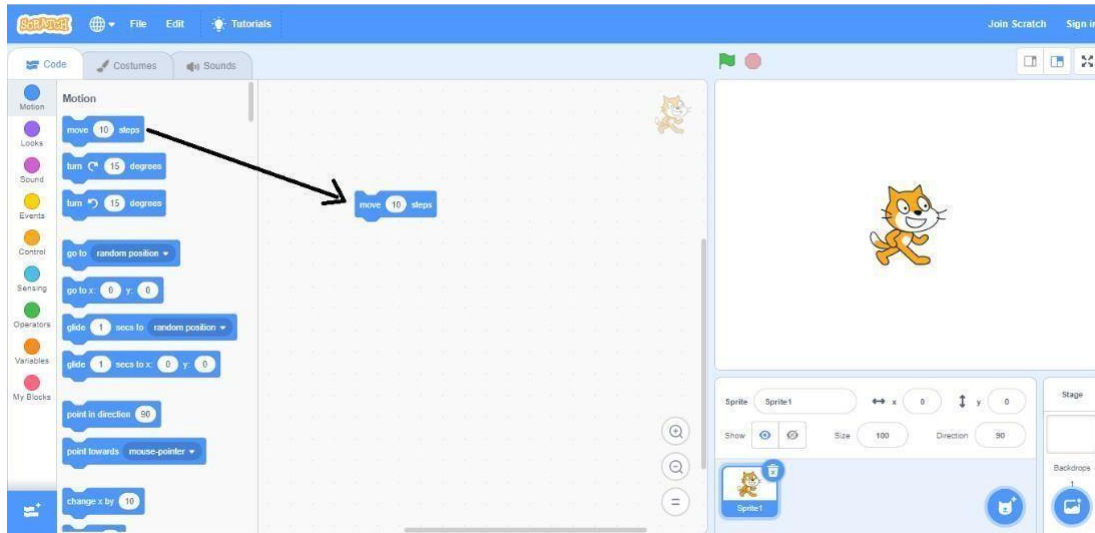 SCRATCH File Edit Tutorials Join Scratch Sign in
Code Costumes Sounds
Motion
Looks
Sound
Events
Control
Sensing
Operators
Variables
My Blocks
Motion
move 10 steps
turn 15 degrees
turn 15 degrees
go to random position
go to x: 0 y: 0
glide 1 secs to random position
glide 1 secs to x: 0 y: 0
point in direction 90
point towards mouse-pointer
change x by 10
move 10 steps
Sprite Sprite1 x 0 y 0
Show Size 100 Direction 90
Sprite1
Stage
Backdrops
1